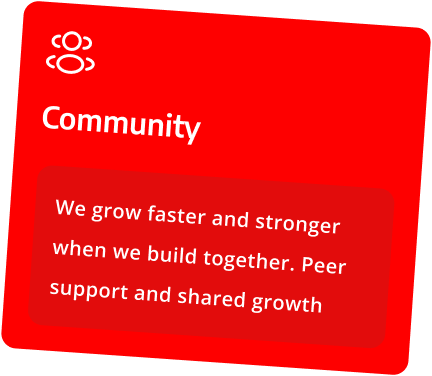 Community
We grow faster and stronger
when we build together. Peer
support and shared growth